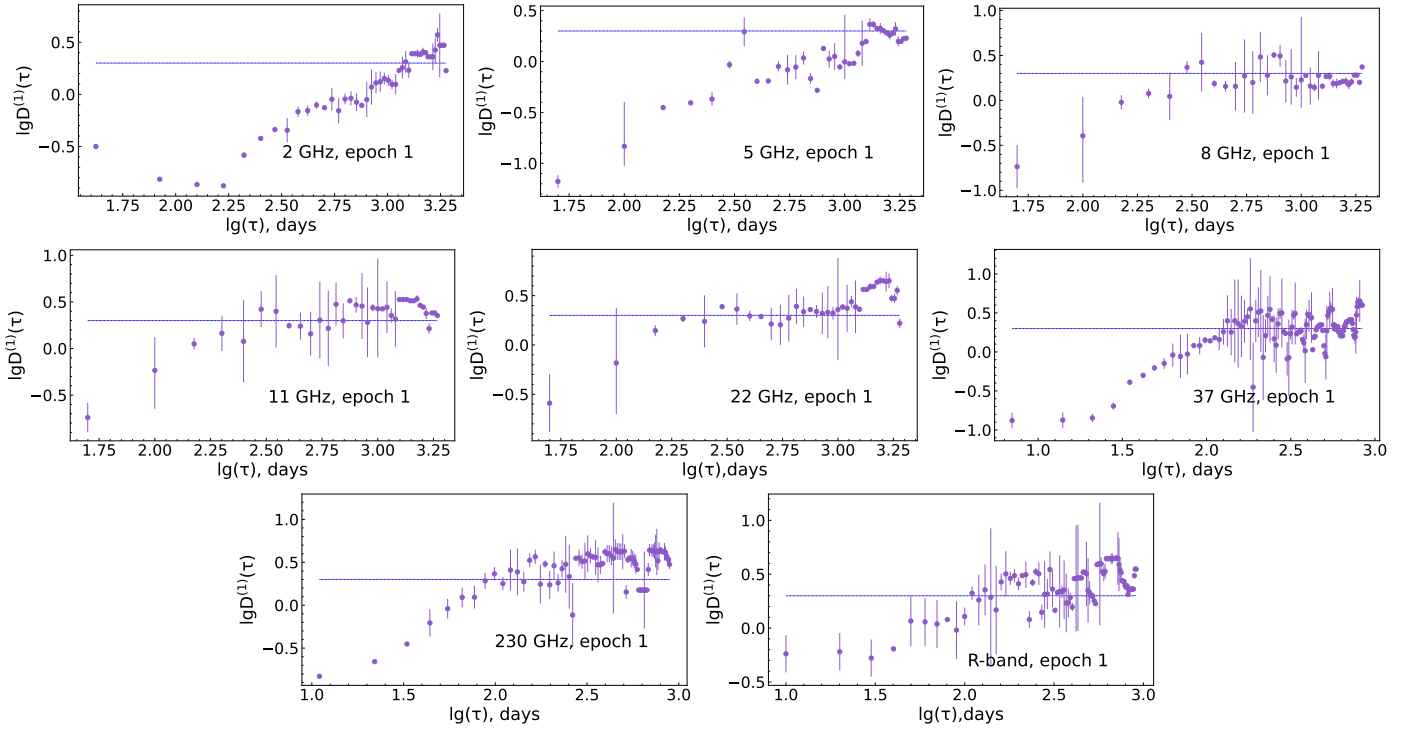 lgD⁽¹⁾(τ)
0.5
0.0
−0.5
2 GHz, epoch 1
1.75 2.00 2.25 2.50 2.75 3.00 3.25
lg(τ), days
lgD⁽¹⁾(τ)
0.5
0.0
−0.5
−1.0
5 GHz, epoch 1
1.75 2.00 2.25 2.50 2.75 3.00 3.25
lg(τ), days
lgD⁽¹⁾(τ)
1.0
0.5
0.0
−0.5
−1.0
8 GHz, epoch 1
1.75 2.00 2.25 2.50 2.75 3.00 3.25
lg(τ), days
lgD⁽¹⁾(τ)
1.0
0.5
0.0
−0.5
11 GHz, epoch 1
1.75 2.00 2.25 2.50 2.75 3.00 3.25
lg(τ), days
lgD⁽¹⁾(τ)
1.0
0.5
0.0
−0.5
22 GHz, epoch 1
1.75 2.00 2.25 2.50 2.75 3.00 3.25
lg(τ),days
lgD⁽¹⁾(τ)
1.0
0.5
0.0
−0.5
−1.0
37 GHz, epoch 1
1.0 1.5 2.0 2.5 3.0
lg(τ), days
lgD⁽¹⁾(τ)
1.0
0.5
0.0
−0.5
230 GHz, epoch 1
1.0 1.5 2.0 2.5 3.0
lg(τ), days
lgD⁽¹⁾(τ)
1.0
0.5
0.0
−0.5
R-band, epoch 1
1.0 1.5 2.0 2.5 3.0
lg(τ),days